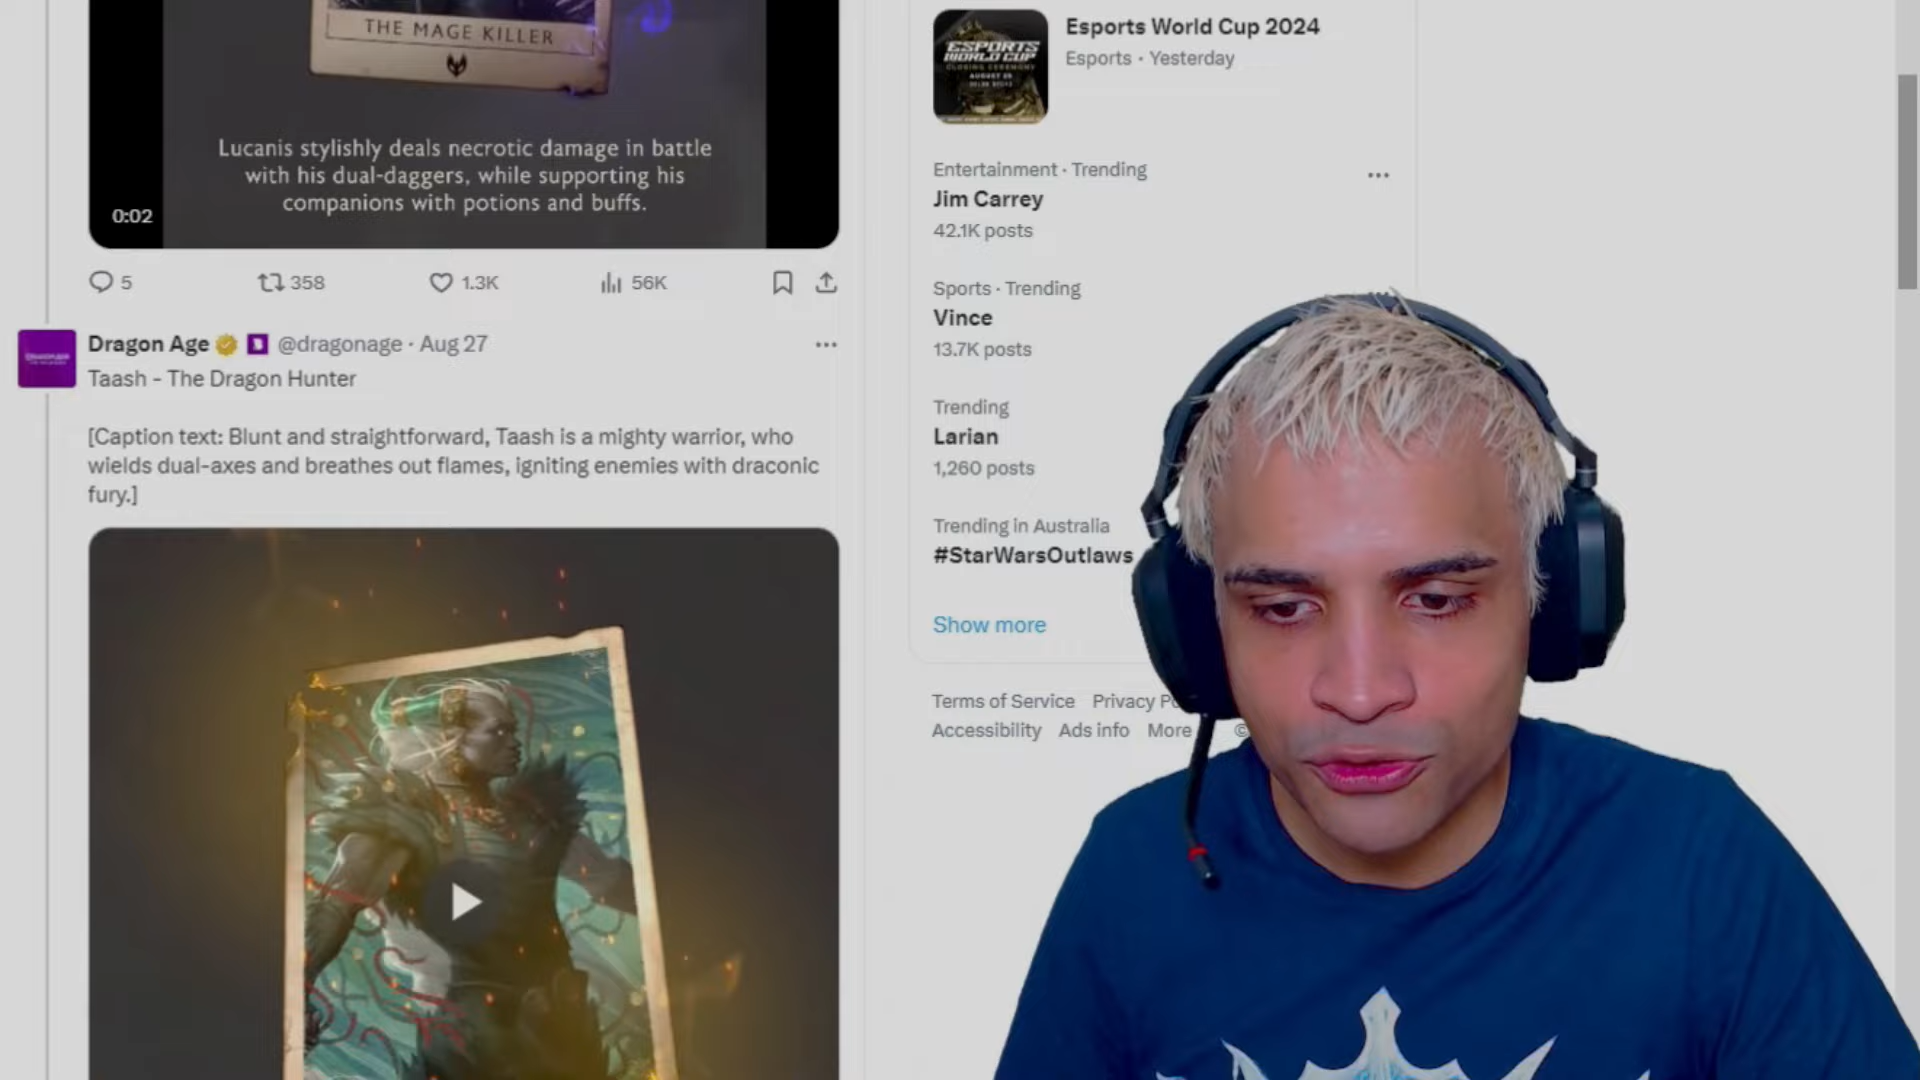 THE MAGE KILLER
Lucanis stylishly deals necrotic damage in battle
with his dual-daggers, while supporting his
companions with potions and buffs.
0:02
5 358 1.3K 56K
Dragon Age @dragonage · Aug 27
Taash - The Dragon Hunter
[Caption text: Blunt and straightforward, Taash is a mighty warrior, who
wields dual-axes and breathes out flames, igniting enemies with draconic
fury.]
ESPORTS
WORLD CUP
CLOSING CEREMONY
Esports World Cup 2024
Esports · Yesterday
Entertainment · Trending
Jim Carrey
42.1K posts
Sports · Trending
Vince
13.7K posts
Trending
Larian
1,260 posts
Trending in Australia
#StarWarsOutlaws
Show more
Terms of Service Privacy
Accessibility Ads info More ©